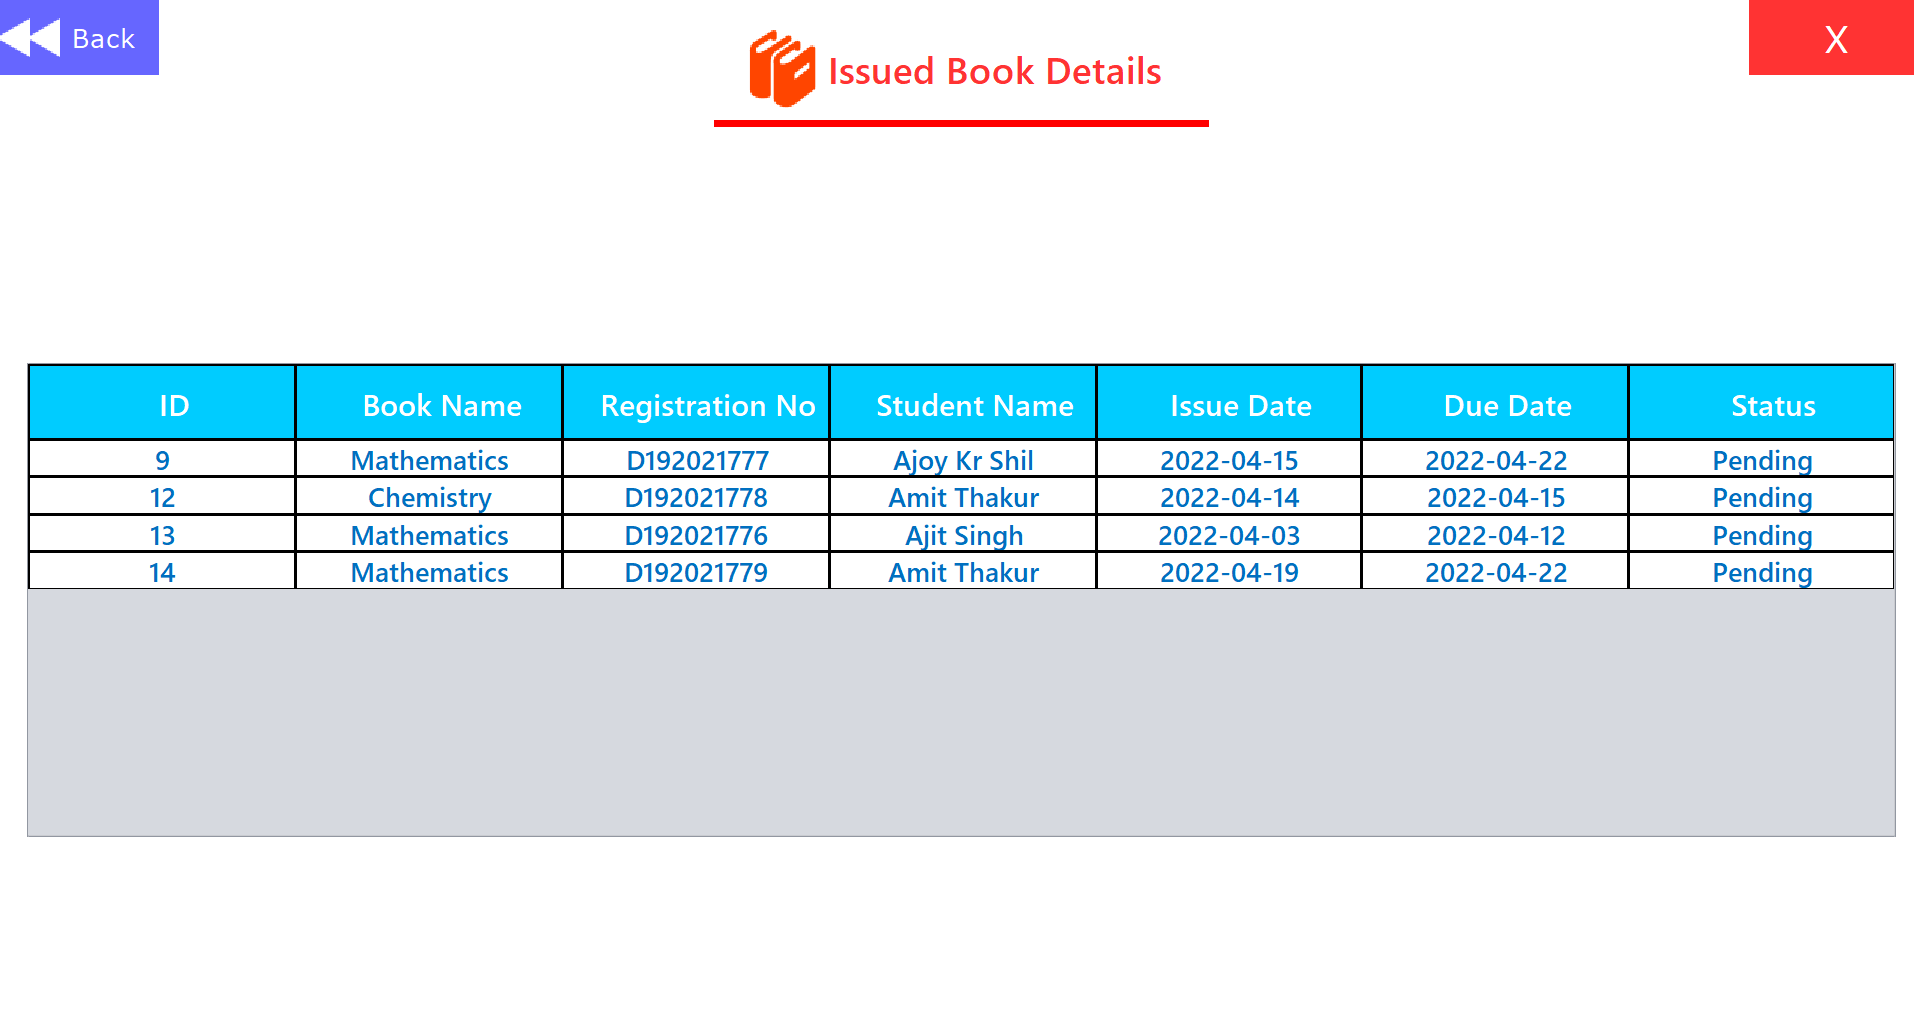 Back
X
Issued Book Details
ID Book Name Registration No Student Name Issue Date Due Date Status
9 Mathematics D192021777 Ajoy Kr Shil 2022-04-15 2022-04-22 Pending
12 Chemistry D192021778 Amit Thakur 2022-04-14 2022-04-15 Pending
13 Mathematics D192021776 Ajit Singh 2022-04-03 2022-04-12 Pending
14 Mathematics D192021779 Amit Thakur 2022-04-19 2022-04-22 Pending